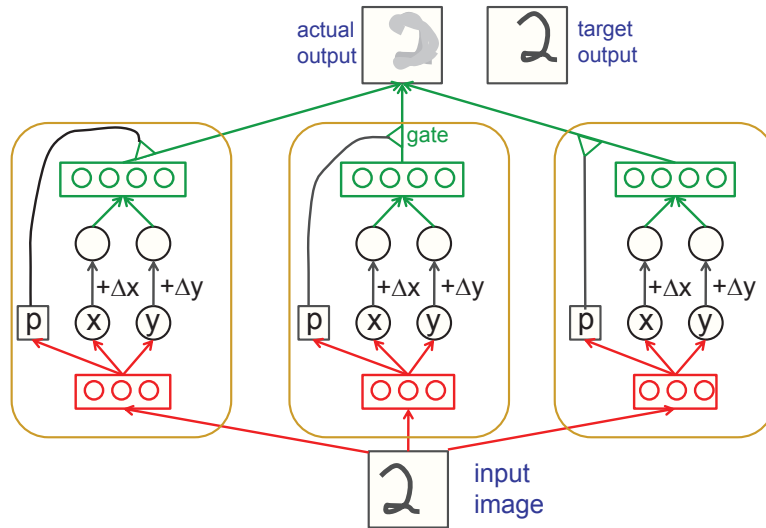 actual
output
target
output
gate
+Δx +Δy +Δx +Δy +Δx +Δy
p x y p x y p x y
input
image